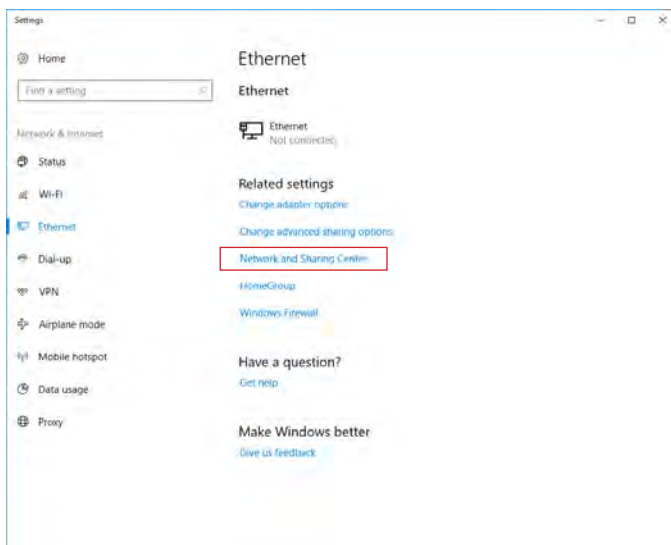 Settings
Home
Find a setting
Network & Internet
Status
Wi-Fi
Ethernet
Dial-up
VPN
Airplane mode
Mobile hotspot
Data usage
Proxy
Ethernet
Ethernet
Ethernet
Not connected
Related settings
Change adapter options
Change advanced sharing options
Network and Sharing Center
HomeGroup
Windows Firewall
Have a question?
Get help
Make Windows better
Give us feedback